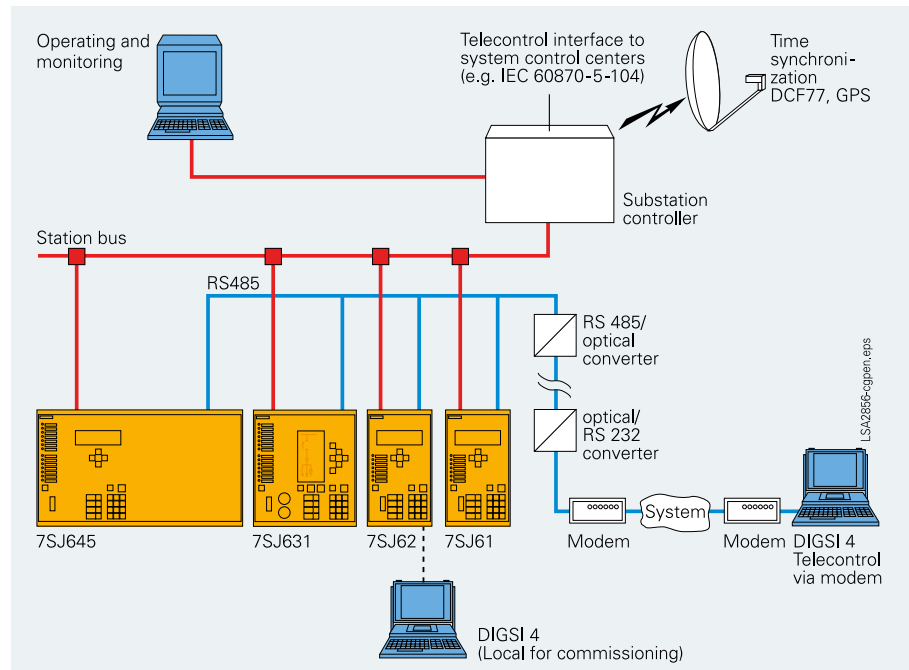 Operating and
monitoring
Telecontrol interface to
system control centers
(e.g. IEC 60870-5-104)
Time
synchroni-
zation
DCF77, GPS
Substation
controller
Station bus
RS485
RS 485/
optical
converter
optical/
RS 232
converter
LSA2856-cgpen.eps
7SJ645
7SJ631
7SJ62
7SJ61
Modem
System
Modem
DIGSI 4
Telecontrol
via modem
DIGSI 4
(Local for commissioning)